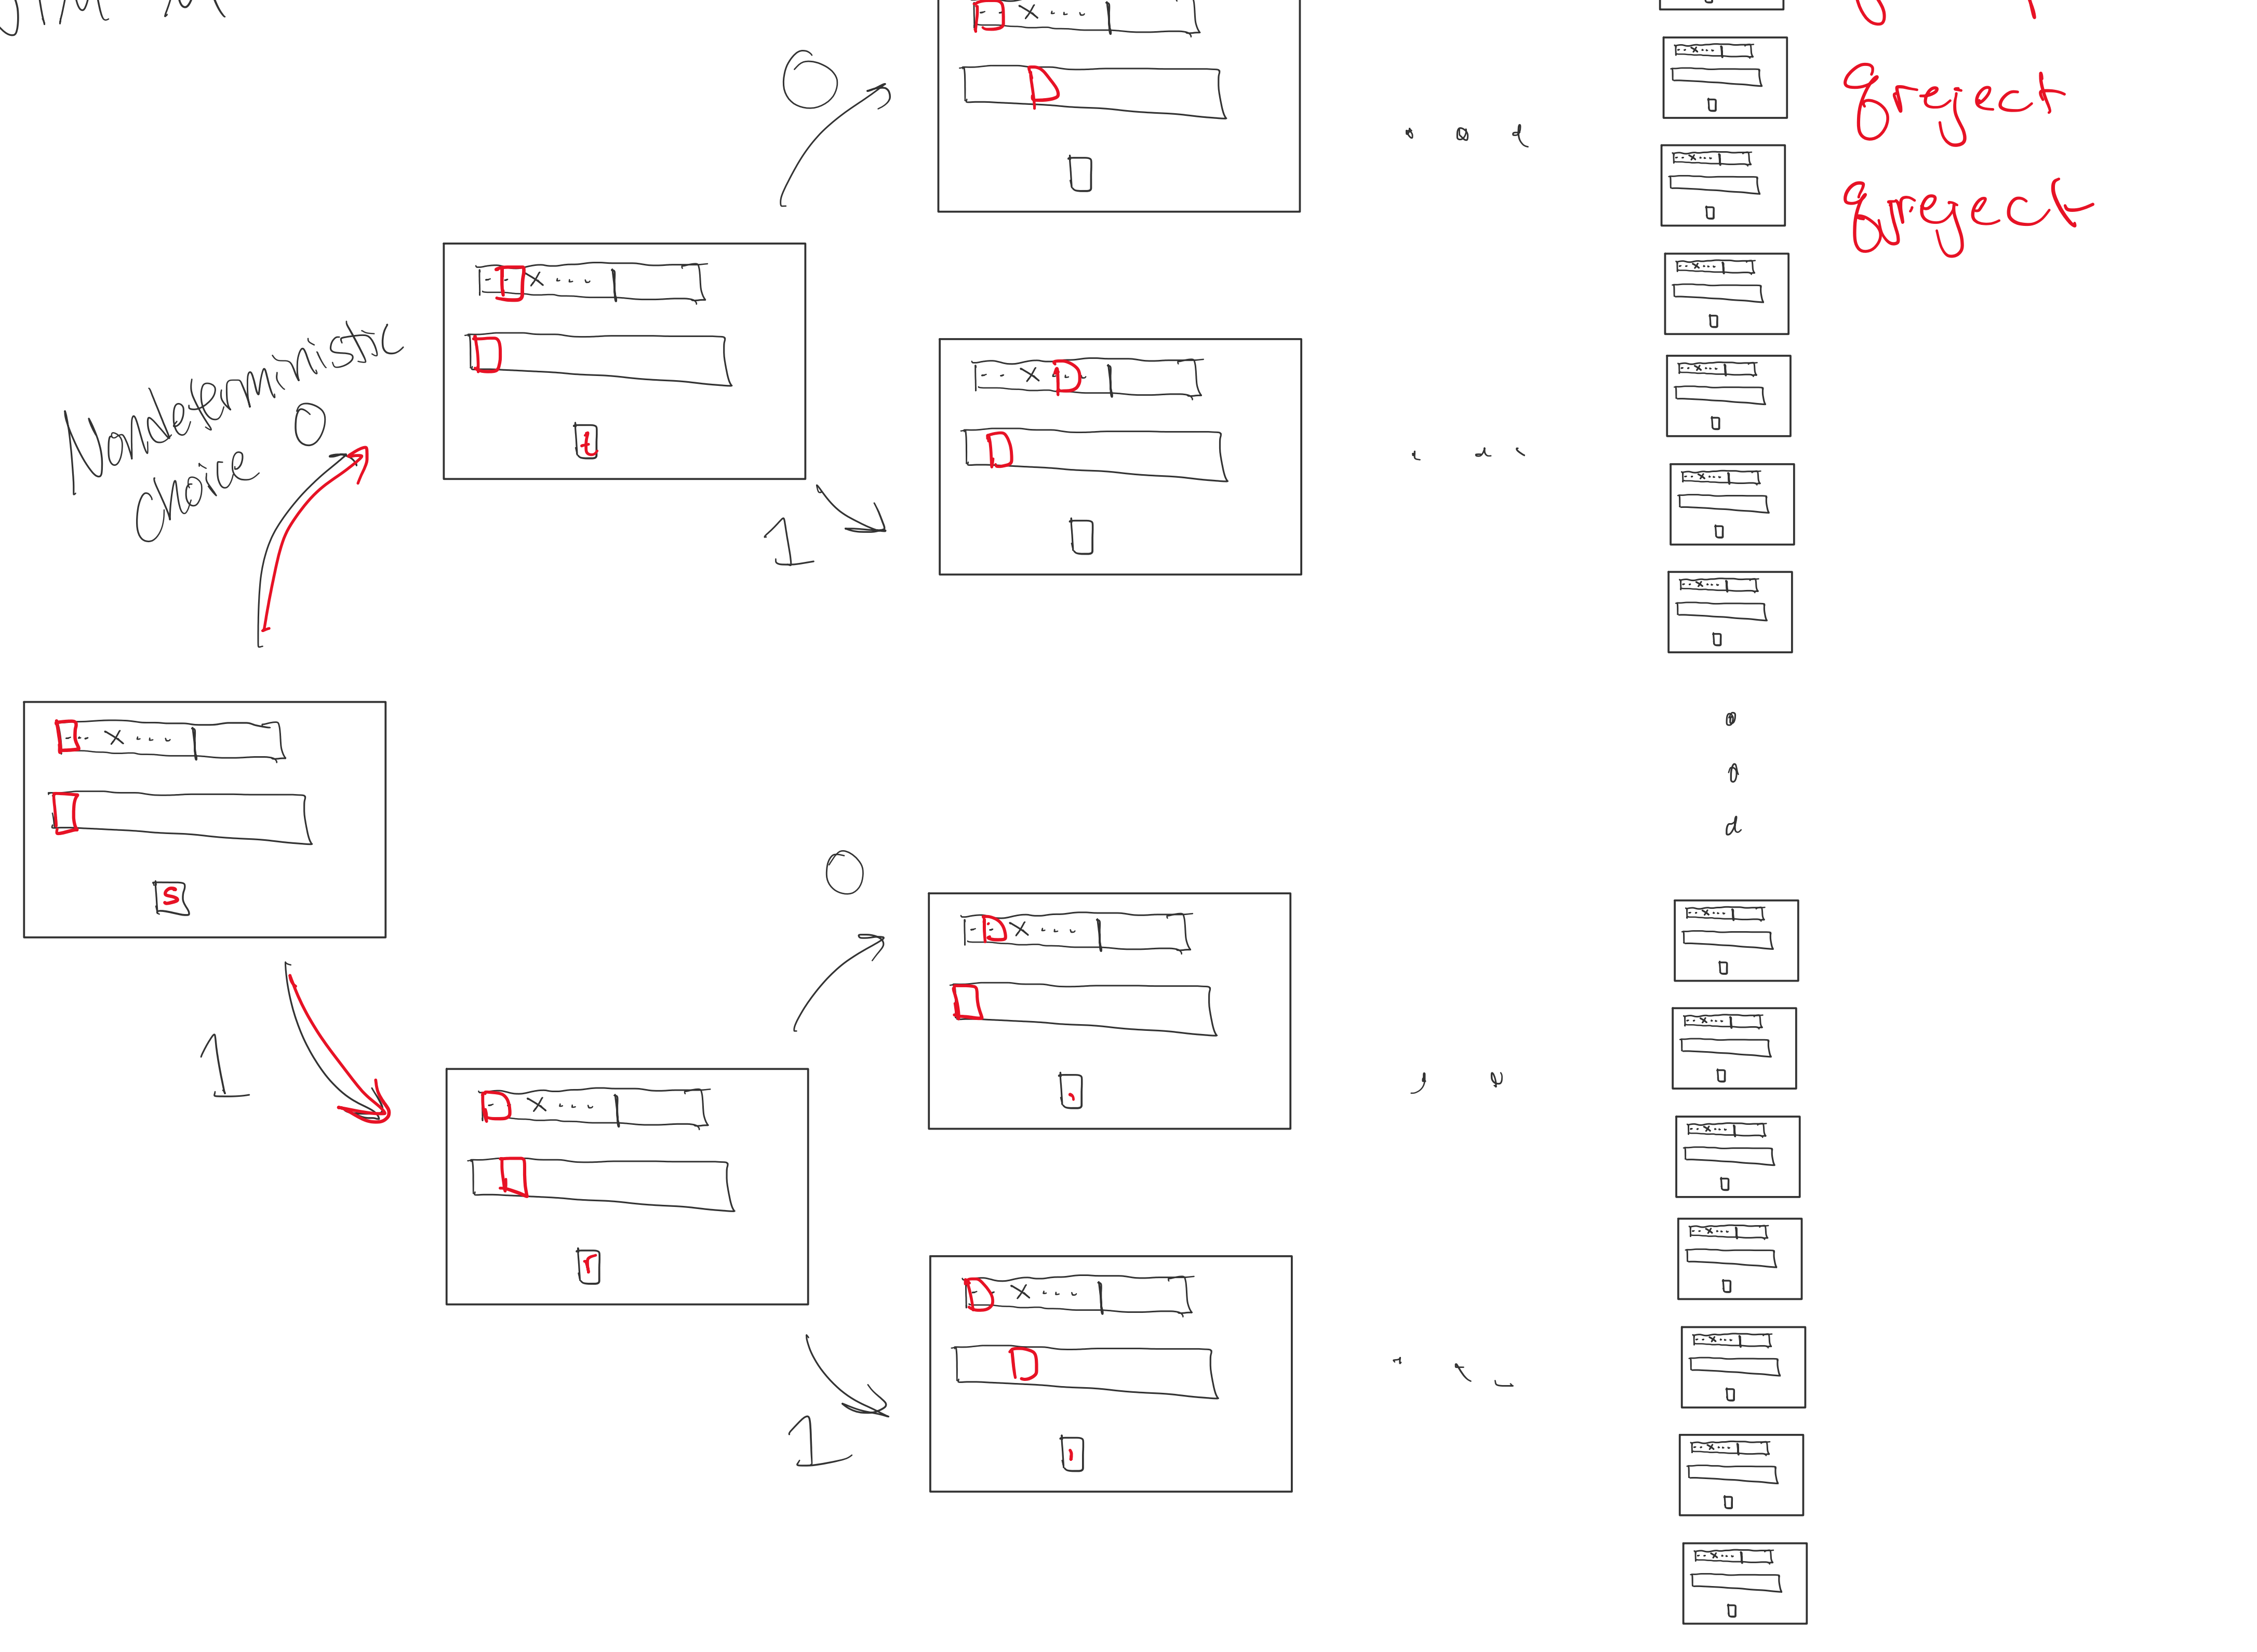 0
x
x
qreject
qreject
x
t
x
Nondeterministic
choice 0
1
x
s
0
x
1
x
r
x
1